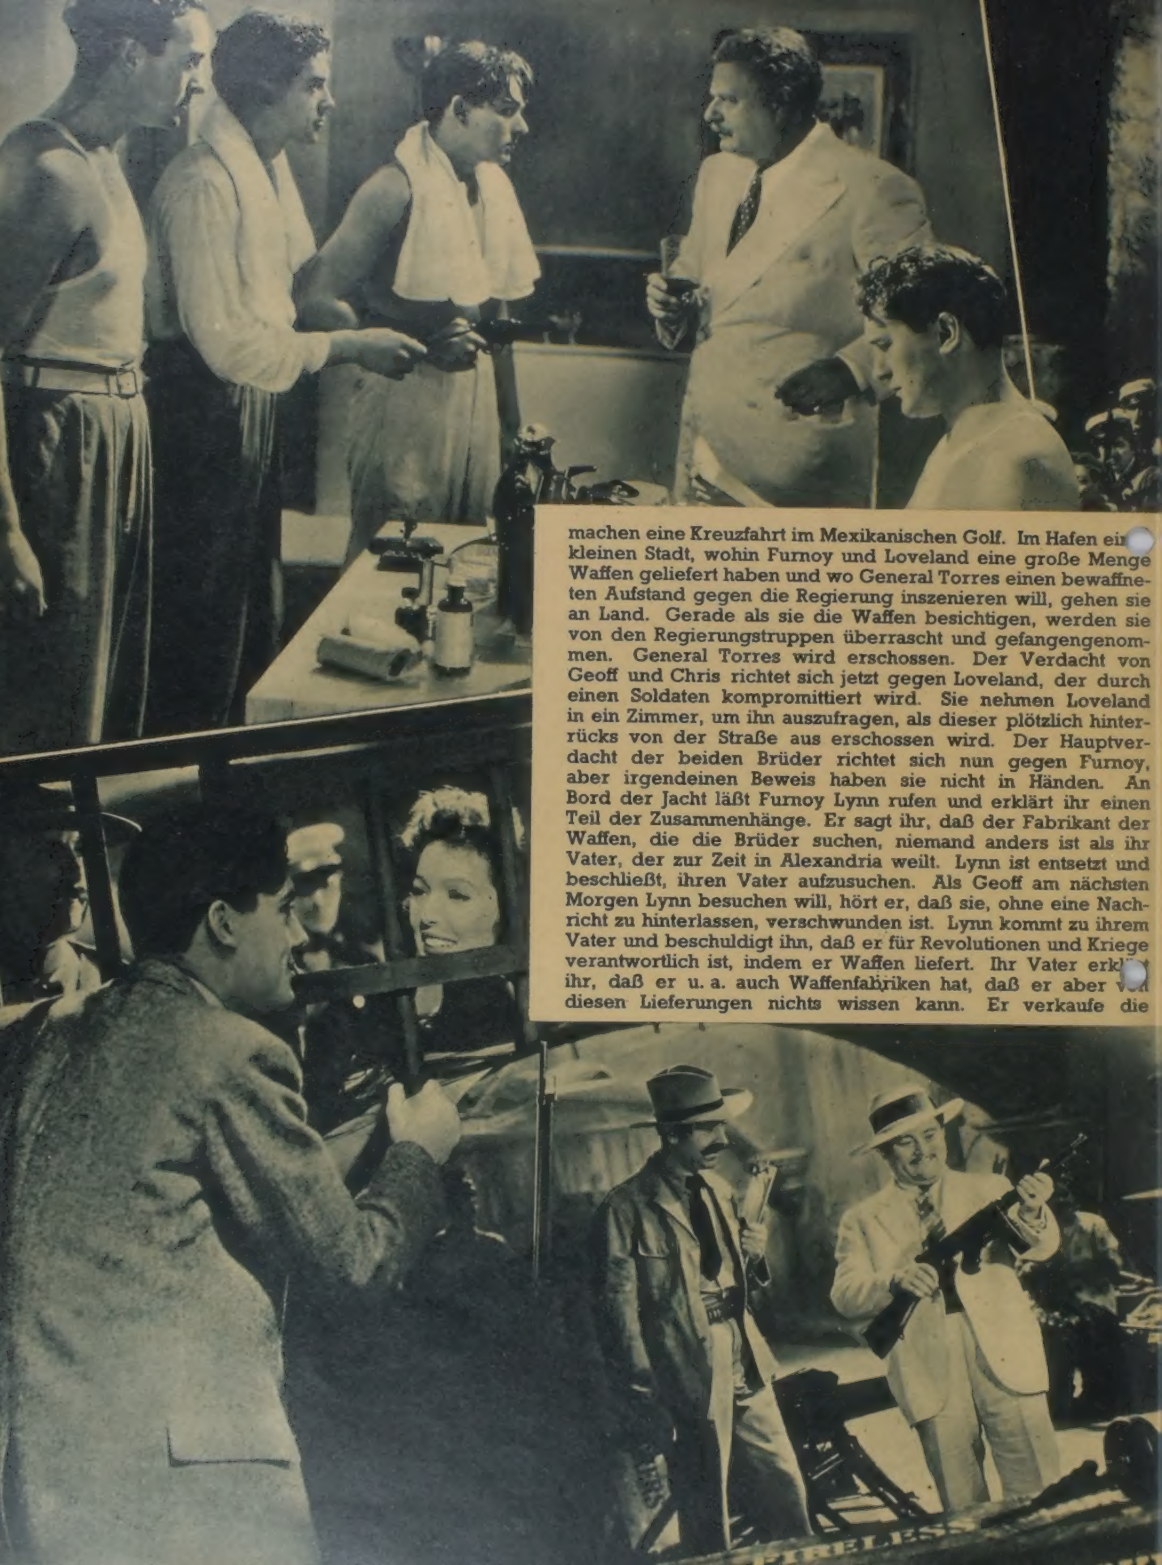 machen eine Kreuzfahrt im Mexikanischen Golf. Im Hafen
kleinen Stadt, wohin Furnoy und Loveland eine große Menge
Waffen geliefert haben und wo General Torres einen bewaffne-
ten Aufstand gegen die Regierung inszenieren will, gehen sie
an Land. Gerade als sie die Waffen besichtigen, werden sie
von den Regierungstruppen überrascht und gefangengenom-
men. General Torres wird erschossen. Der Verdacht von
Geoff und Chris richtet sich jetzt gegen Loveland, der durch
einen Soldaten kompromittiert wird. Sie nehmen Loveland
in ein Zimmer, um ihn auszufragen, als dieser plötzlich hinter-
rücks von der Straße aus erschossen wird. Der Hauptver-
dacht der beiden Brüder richtet sich nun gegen Furnoy,
aber irgendeinen Beweis haben sie nicht in Händen. An
Bord der Jacht läßt Furnoy Lynn rufen und erklärt ihr einen
Teil der Zusammenhänge. Er sagt ihr, daß der Fabrikant der
Waffen, die die Brüder suchen, niemand anders ist als ihr
Vater, der zur Zeit in Alexandria weilt. Lynn ist entsetzt und
beschließt, ihren Vater aufzusuchen. Als Geoff am nächsten
Morgen Lynn besuchen will, hört er, daß sie, ohne eine Nach-
richt zu hinterlassen, verschwunden ist. Lynn kommt zu ihrem
Vater und beschuldigt ihn, daß er für Revolutionen und Kriege
verantwortlich ist, indem er Waffen liefert. Ihr Vater
ihr, daß er u. a. auch Waffenfabriken hat, daß er aber
diesen Lieferungen nichts wissen kann. Er verkaufe die
FIRELESS